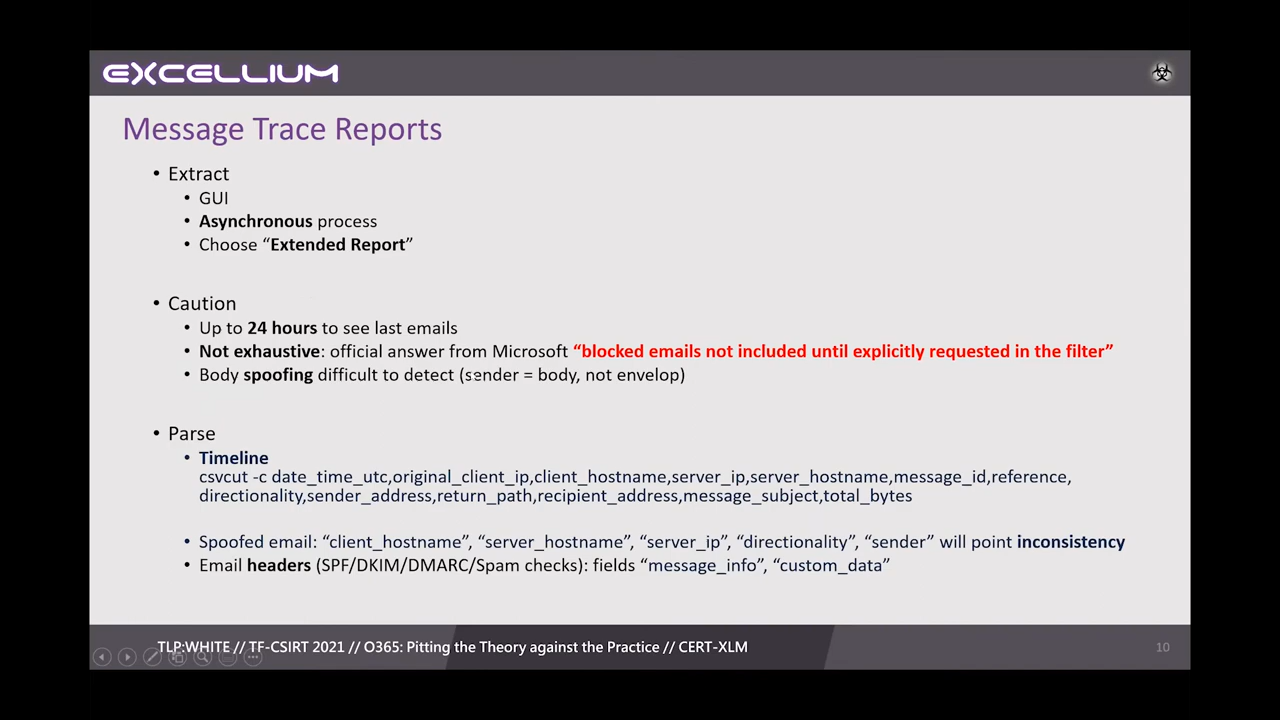 EXCELLIUM
Message Trace Reports
• Extract
• GUI
• Asynchronous process
• Choose “Extended Report”
• Caution
• Up to 24 hours to see last emails
• Not exhaustive: official answer from Microsoft “blocked emails not included until explicitly requested in the filter”
• Body spoofing difficult to detect (sender = body, not envelop)
• Parse
• Timeline
csvcut -c date_time_utc,original_client_ip,client_hostname,server_ip,server_hostname,message_id,reference,
directionality,sender_address,return_path,recipient_address,message_subject,total_bytes
• Spoofed email: “client_hostname”, “server_hostname”, “server_ip”, “directionality”, “sender” will point inconsistency
• Email headers (SPF/DKIM/DMARC/Spam checks): fields “message_info”, “custom_data”
TLP:WHITE // TF-CSIRT 2021 // O365: Pitting the Theory against the Practice // CERT-XLM
10